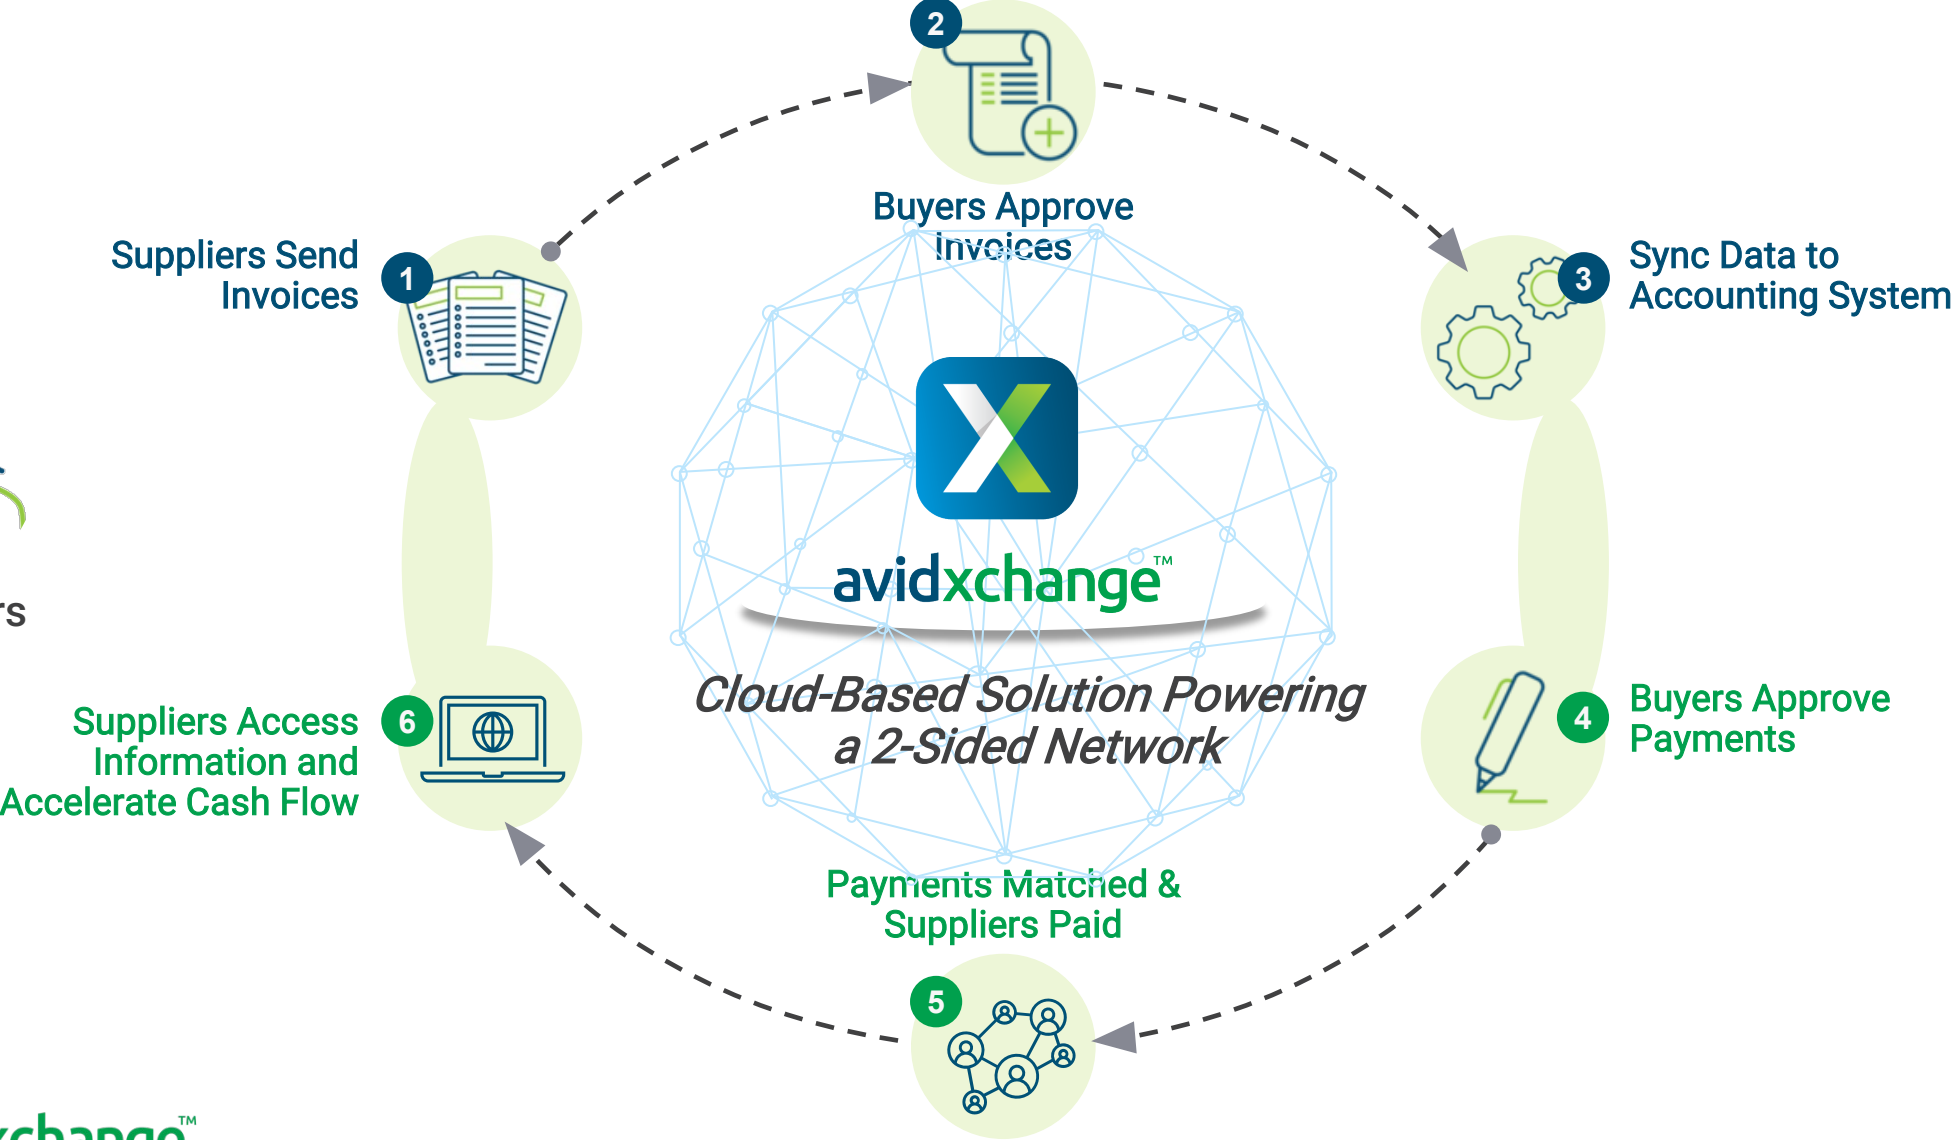 2
Buyers Approve
Invoices
Suppliers Send
Invoices
1
3
Sync Data to
Accounting System
avidxchange™
Cloud-Based Solution Powering
a 2-Sided Network
rs
Suppliers Access
Information and
Accelerate Cash Flow
6
4
Buyers Approve
Payments
Payments Matched &
Suppliers Paid
5
xchange™